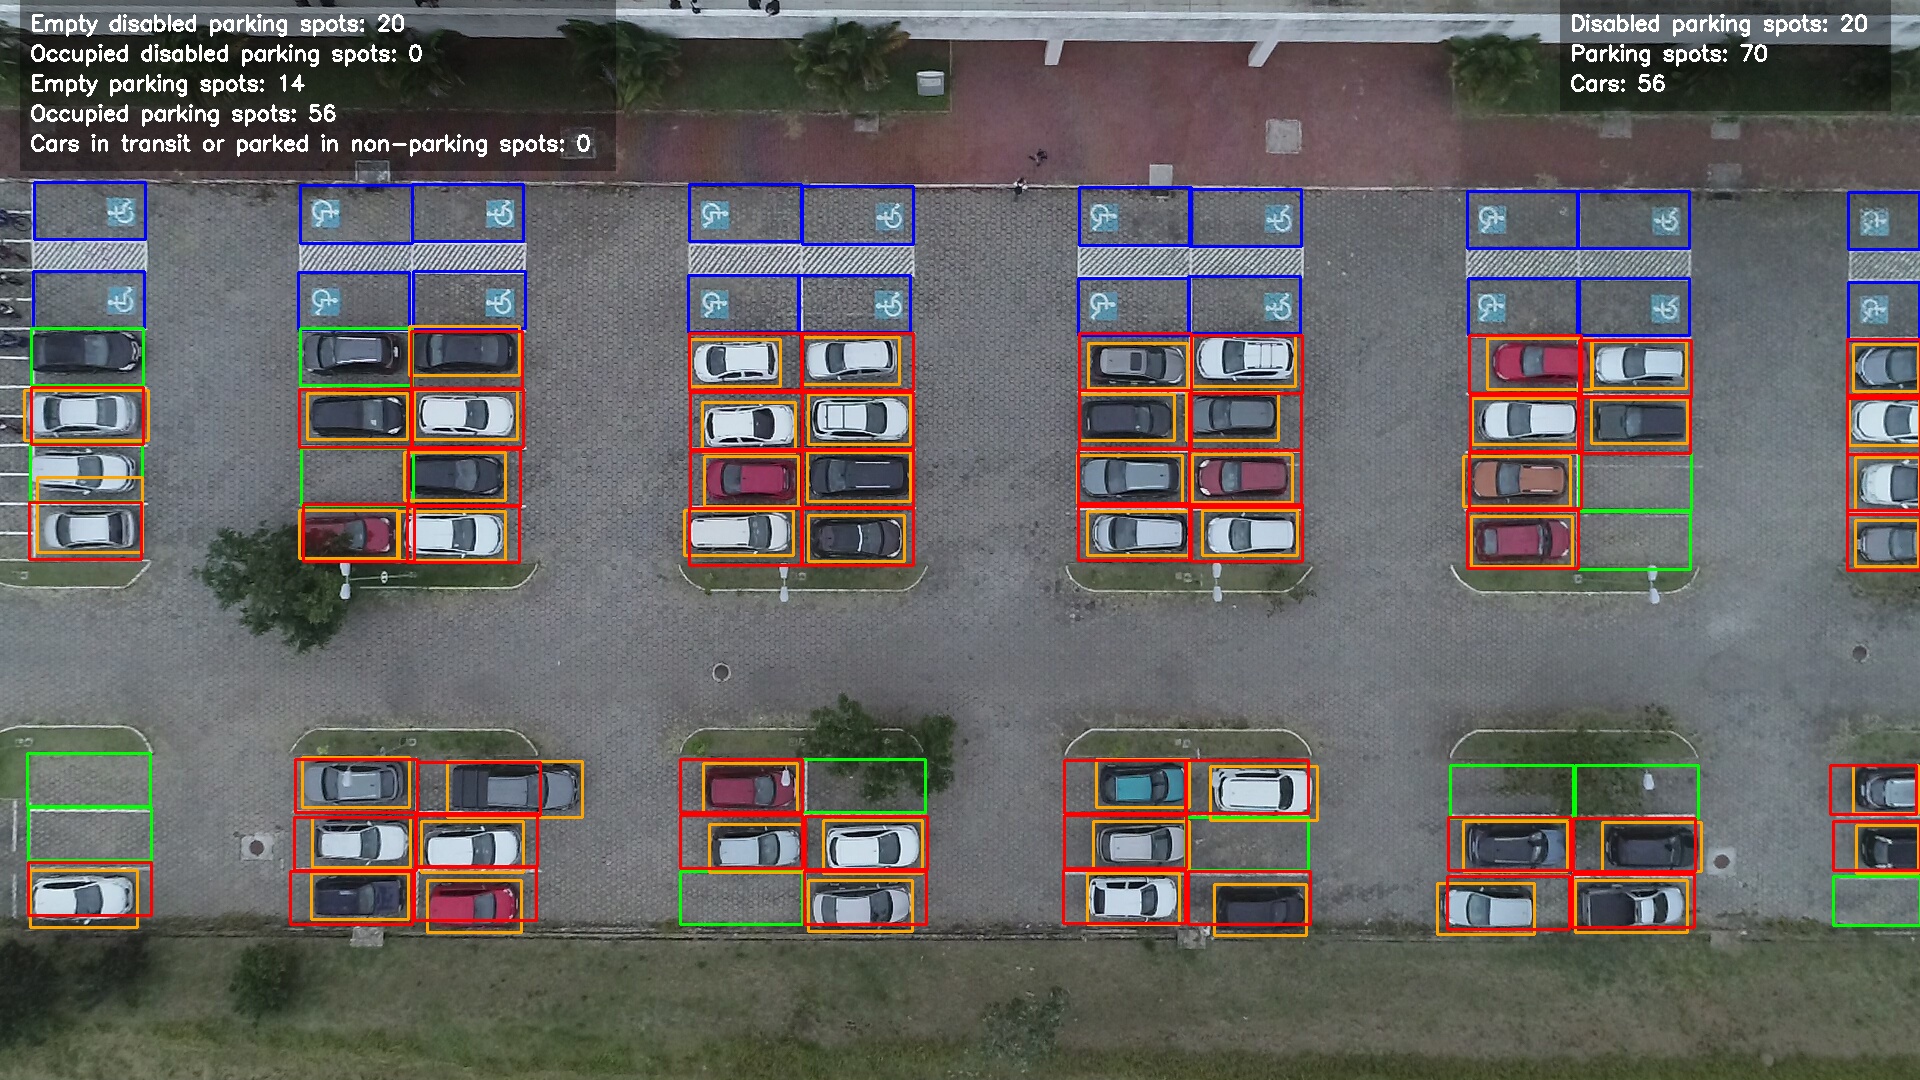 Empty disabled parking spots: 20
Occupied disabled parking spots: 0
Empty parking spots: 14
Occupied parking spots: 56
Cars in transit or parked in non-parking spots: 0
Disabled parking spots: 20
Parking spots: 70
Cars: 56